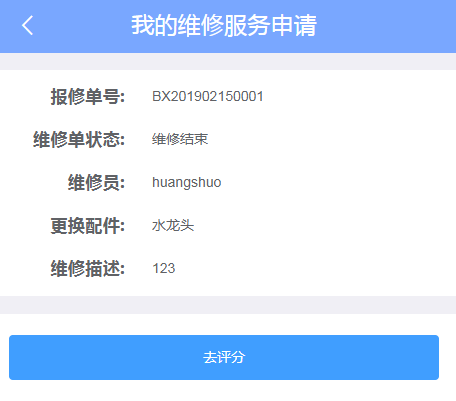 我的维修服务申请
报修单号: BX201902150001
维修单状态: 维修结束
维修员: huangshuo
更换配件: 水龙头
维修描述: 123
去评分